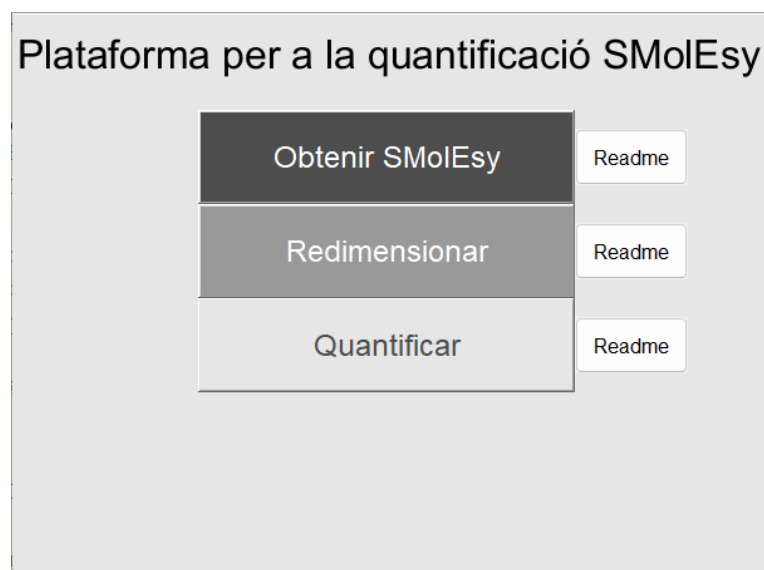 Plataforma per a la quantificació SMolEsy
Obtenir SMolEsy
Readme
Redimensionar
Readme
Quantificar
Readme